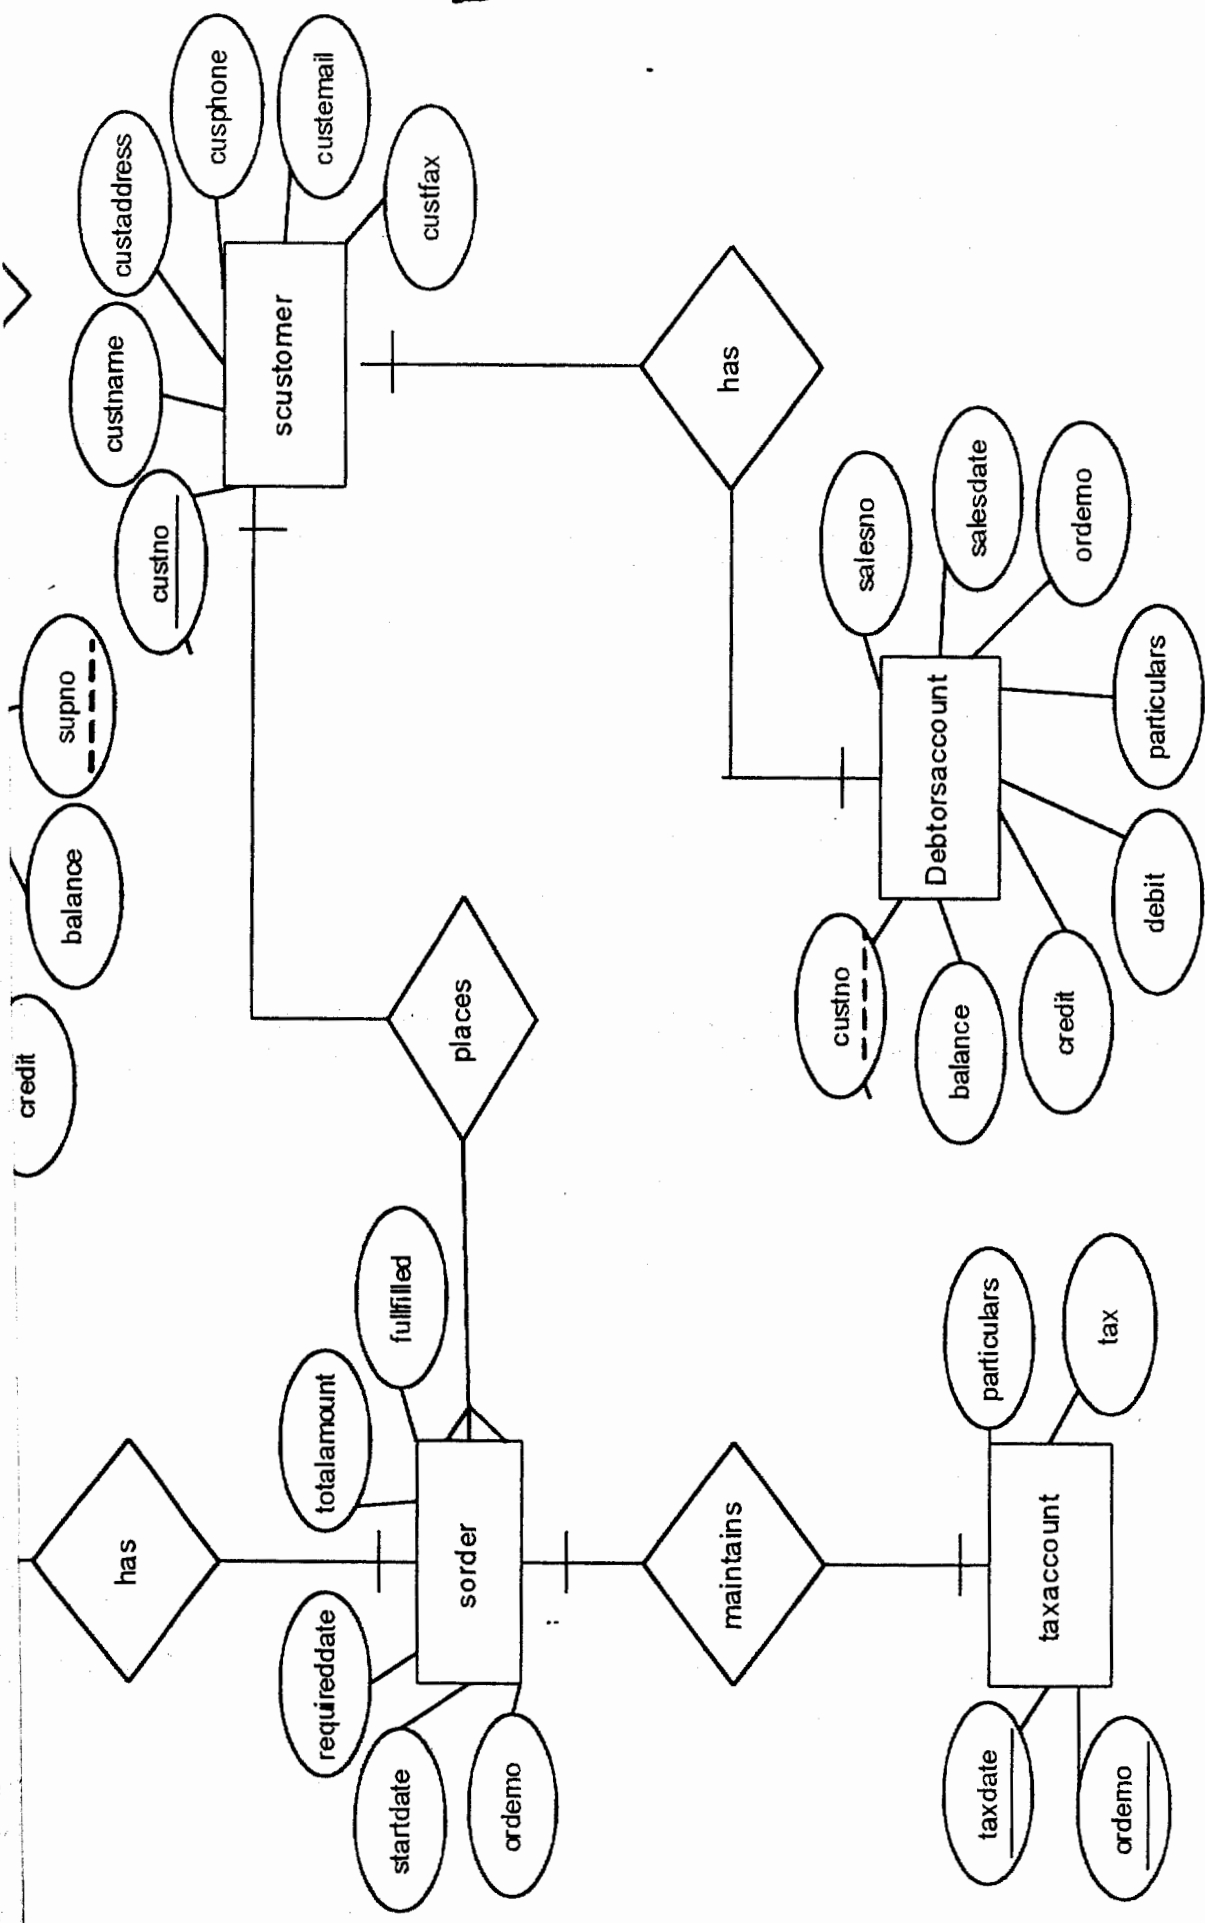 credit
balance
supno
has
custno
custname
custaddress
cusphone
custemail
custfax
scustomer
requireddate
totalamount
fullfilled
startdate
ordemo
sorder
places
has
maintains
custno
salesno
salesdate
ordemo
Debtorsaccount
balance
credit
debit
particulars
taxdate
particulars
taxaccount
ordemo
tax